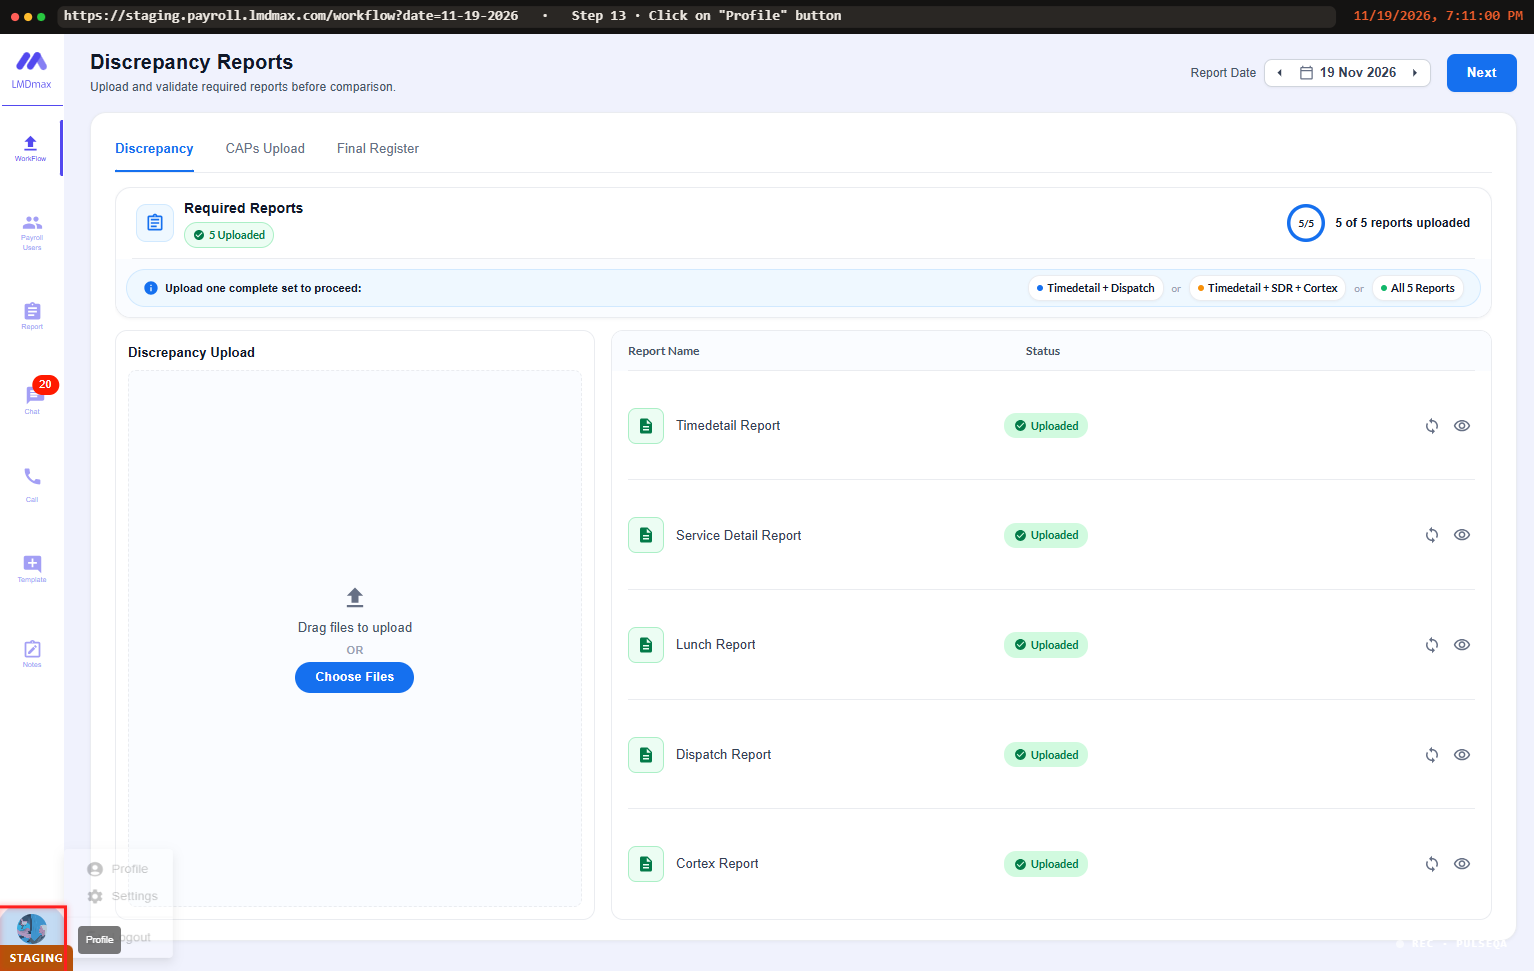 https://staging.payroll.lmdmax.com/workflow?date=11-19-2026 • Step 13 • Click on "Profile" button
11/19/2026, 7:11:00 PM
LMDmax
WorkFlow
Payroll
Users
Report
20
Chat
Call
Template
Notes
Discrepancy Reports
Upload and validate required reports before comparison.
Report Date
19 Nov 2026
Next
Discrepancy
CAPs Upload
Final Register
Required Reports
5 Uploaded
5/5
5 of 5 reports uploaded
Upload one complete set to proceed:
Timedetail + Dispatch
or
Timedetail + SDR + Cortex
or
All 5 Reports
Discrepancy Upload
Drag files to upload
OR
Choose Files
Report Name
Status
Timedetail Report
Uploaded
Service Detail Report
Uploaded
Lunch Report
Uploaded
Dispatch Report
Uploaded
Cortex Report
Uploaded
Profile
Settings
ogout
Profile
STAGING
REC • PULSEQA